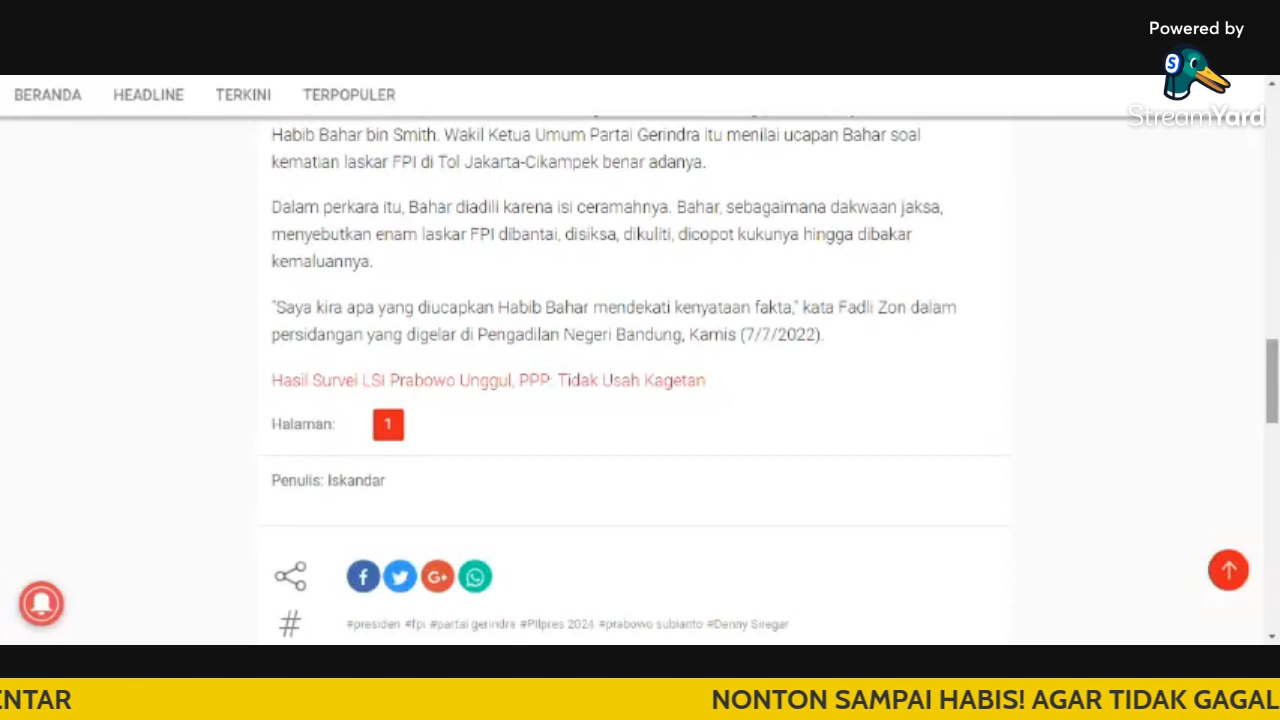 Powered by
StreamYard
BERANDA HEADLINE TERKINI TERPOPULER
Habib Bahar bin Smith. Wakil Ketua Umum Partai Gerindra itu menilai ucapan Bahar soal
kematian laskar FPI di Tol Jakarta-Cikampek benar adanya.
Dalam perkara itu, Bahar diadili karena isi ceramahnya. Bahar, sebagaimana dakwaan jaksa,
menyebutkan enam laskar FPI dibantai, disiksa, dikuliti, dicopot kukunya hingga dibakar
kemaluannya.
"Saya kira apa yang diucapkan Habib Bahar mendekati kenyataan fakta," kata Fadli Zon dalam
persidangan yang digelar di Pengadilan Negeri Bandung, Kamis (7/7/2022).
Hasil Survei LSI Prabowo Unggul, PPP: Tidak Usah Kagetan
Halaman: 1
Penulis: Iskandar
#presiden #fpi #partai gerindra #PIlpres 2024 #prabowo subianto #Denny Siregar
ENTAR NONTON SAMPAI HABIS! AGAR TIDAK GAGAL